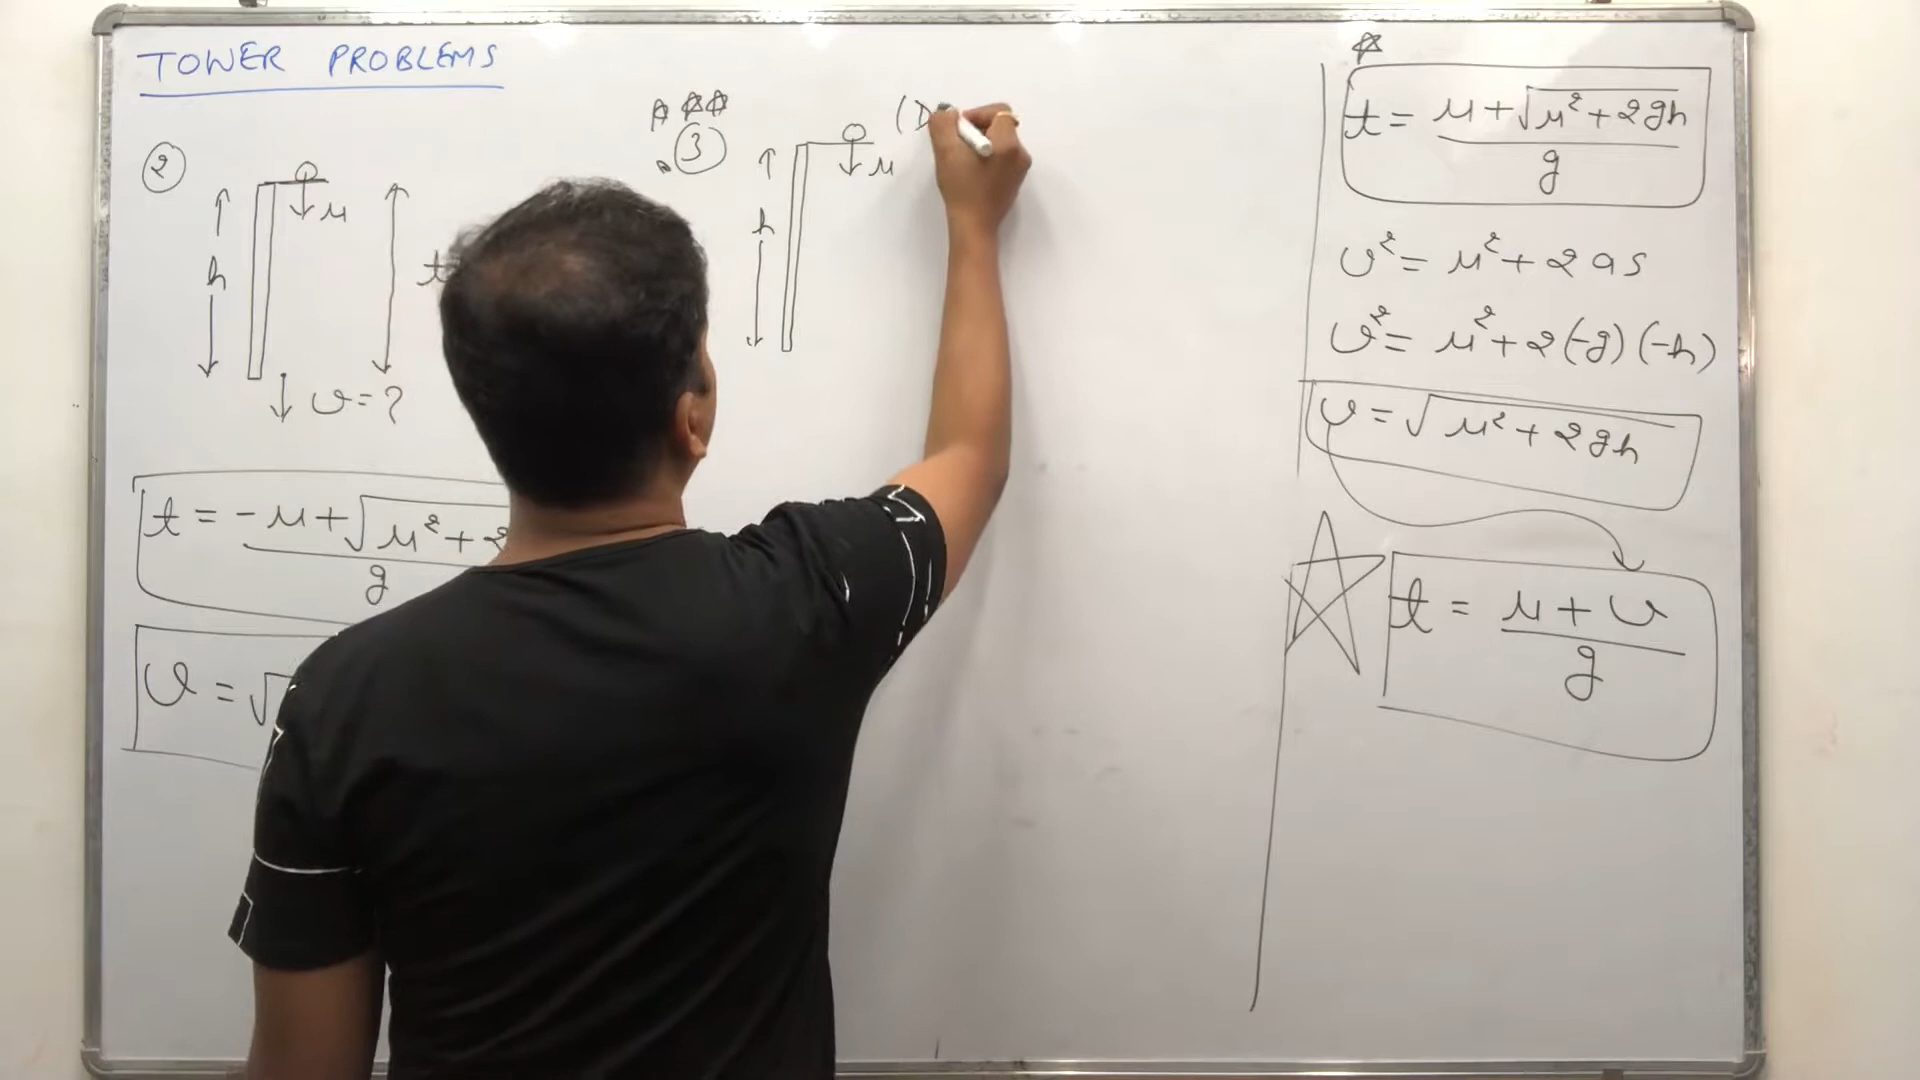 TOWER PROBLEMS
②
h
u
t
v = ?
t = -u + √u² + 2
g
v = √
③
h
u
(D
t = u + √u² + 2gh
g
v² = u² + 2as
v² = u² + 2(-g)(-h)
v = √u² + 2gh
t = u + v
g